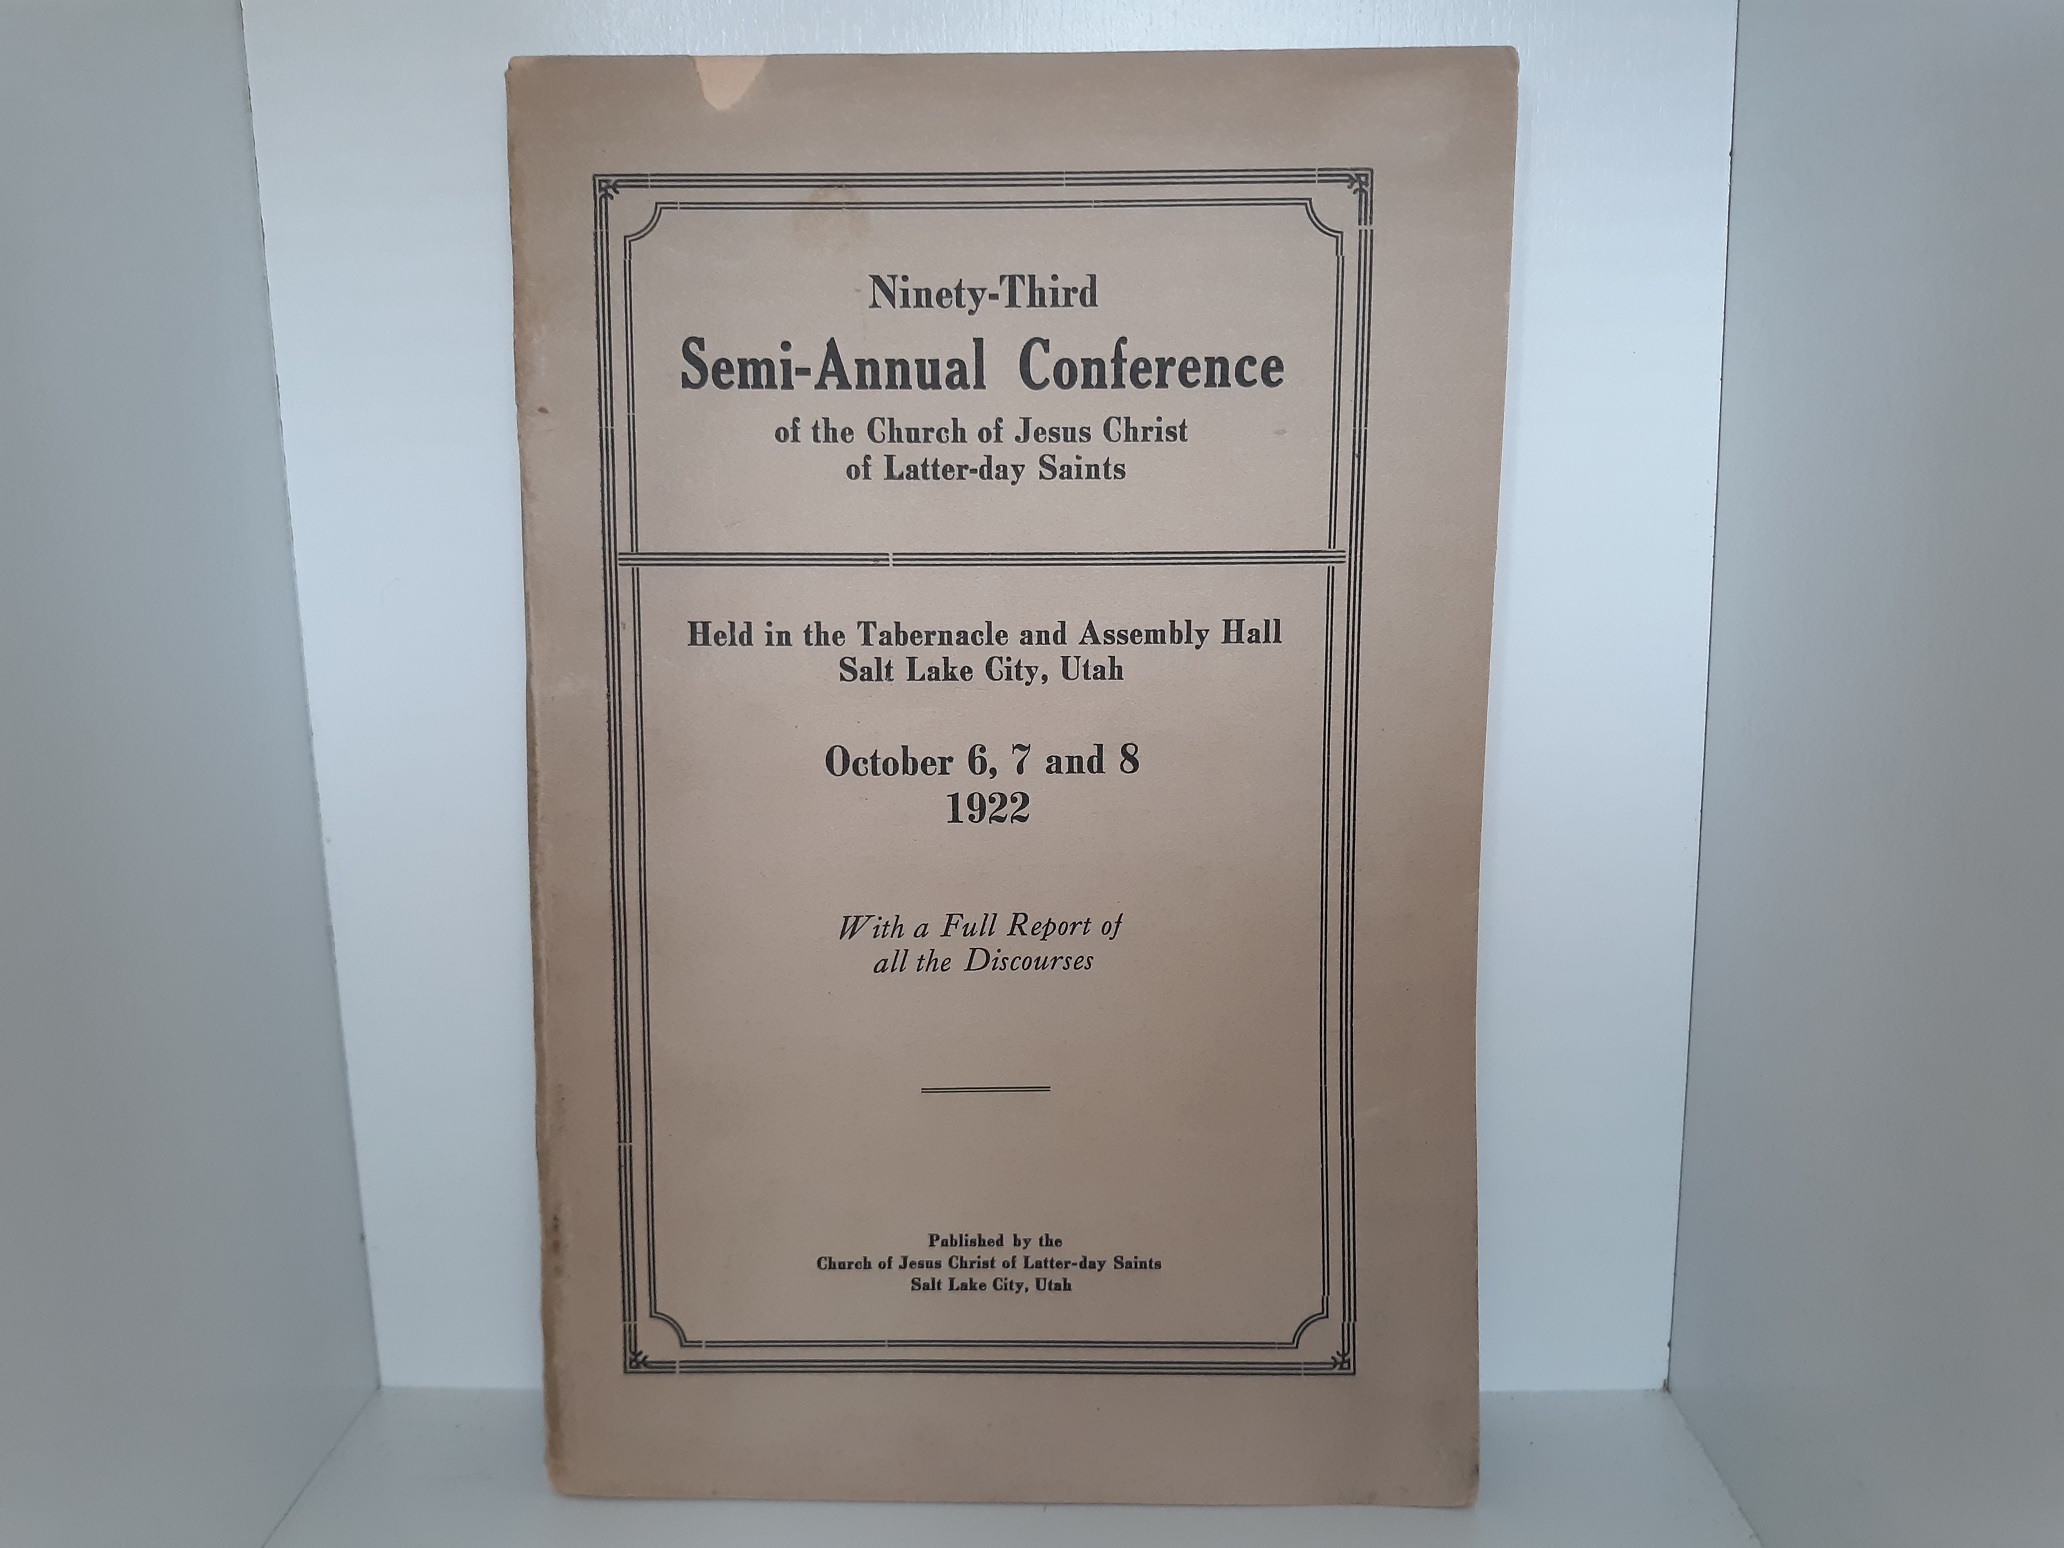 Ninety-Third
Semi-Annual Conference
of the Church of Jesus Christ
of Latter-day Saints
Held in the Tabernacle and Assembly Hall
Salt Lake City, Utah
October 6, 7 and 8
1922
With a Full Report of
all the Discourses
Published by the
Church of Jesus Christ of Latter-day Saints
Salt Lake City, Utah